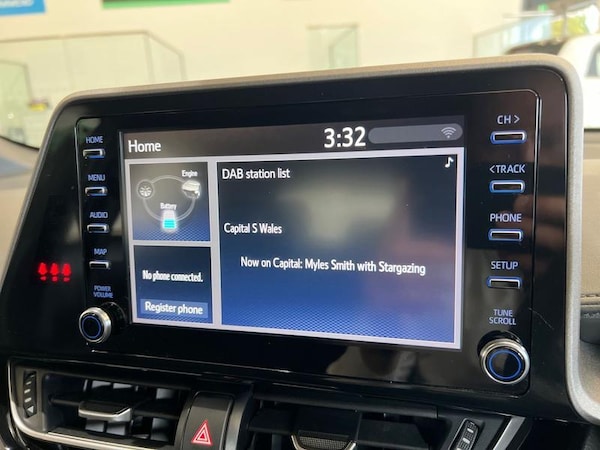 HOME
MENU
AUDIO
MAP
POWER
VOLUME
Home
3:32
Engine
Battery
No phone connected.
Register phone
DAB station list
Capital S Wales
Now on Capital: Myles Smith with Stargazing
CH >
< TRACK
PHONE
SETUP
TUNE
SCROLL